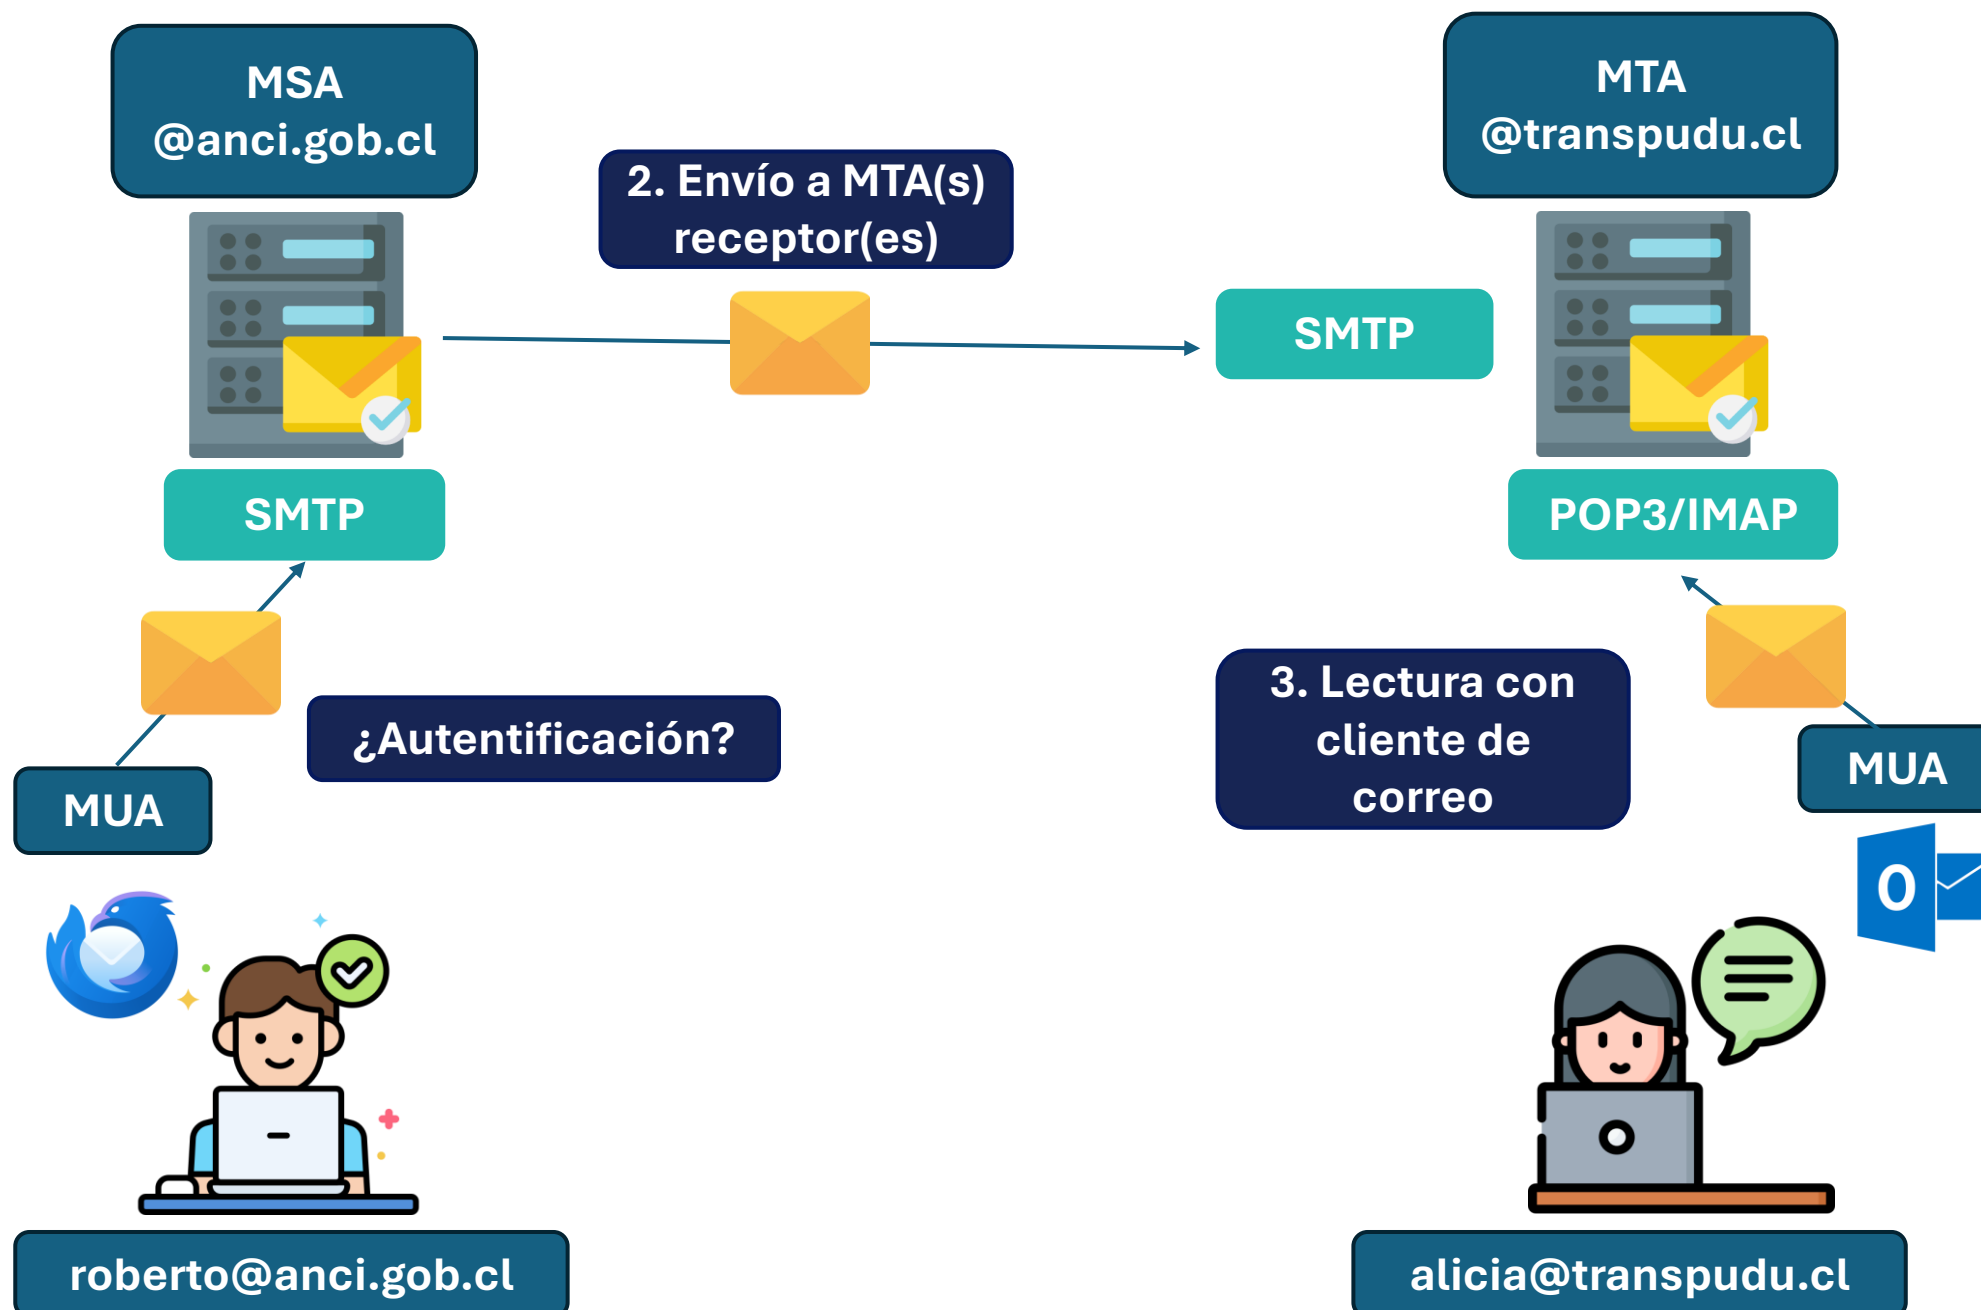 MSA
@anci.gob.cl
MTA
@transpudu.cl
2. Envío a MTA(s)
receptor(es)
SMTP
SMTP
POP3/IMAP
¿Autentificación?
3. Lectura con
cliente de
correo
MUA
MUA
O
roberto@anci.gob.cl
alicia@transpudu.cl